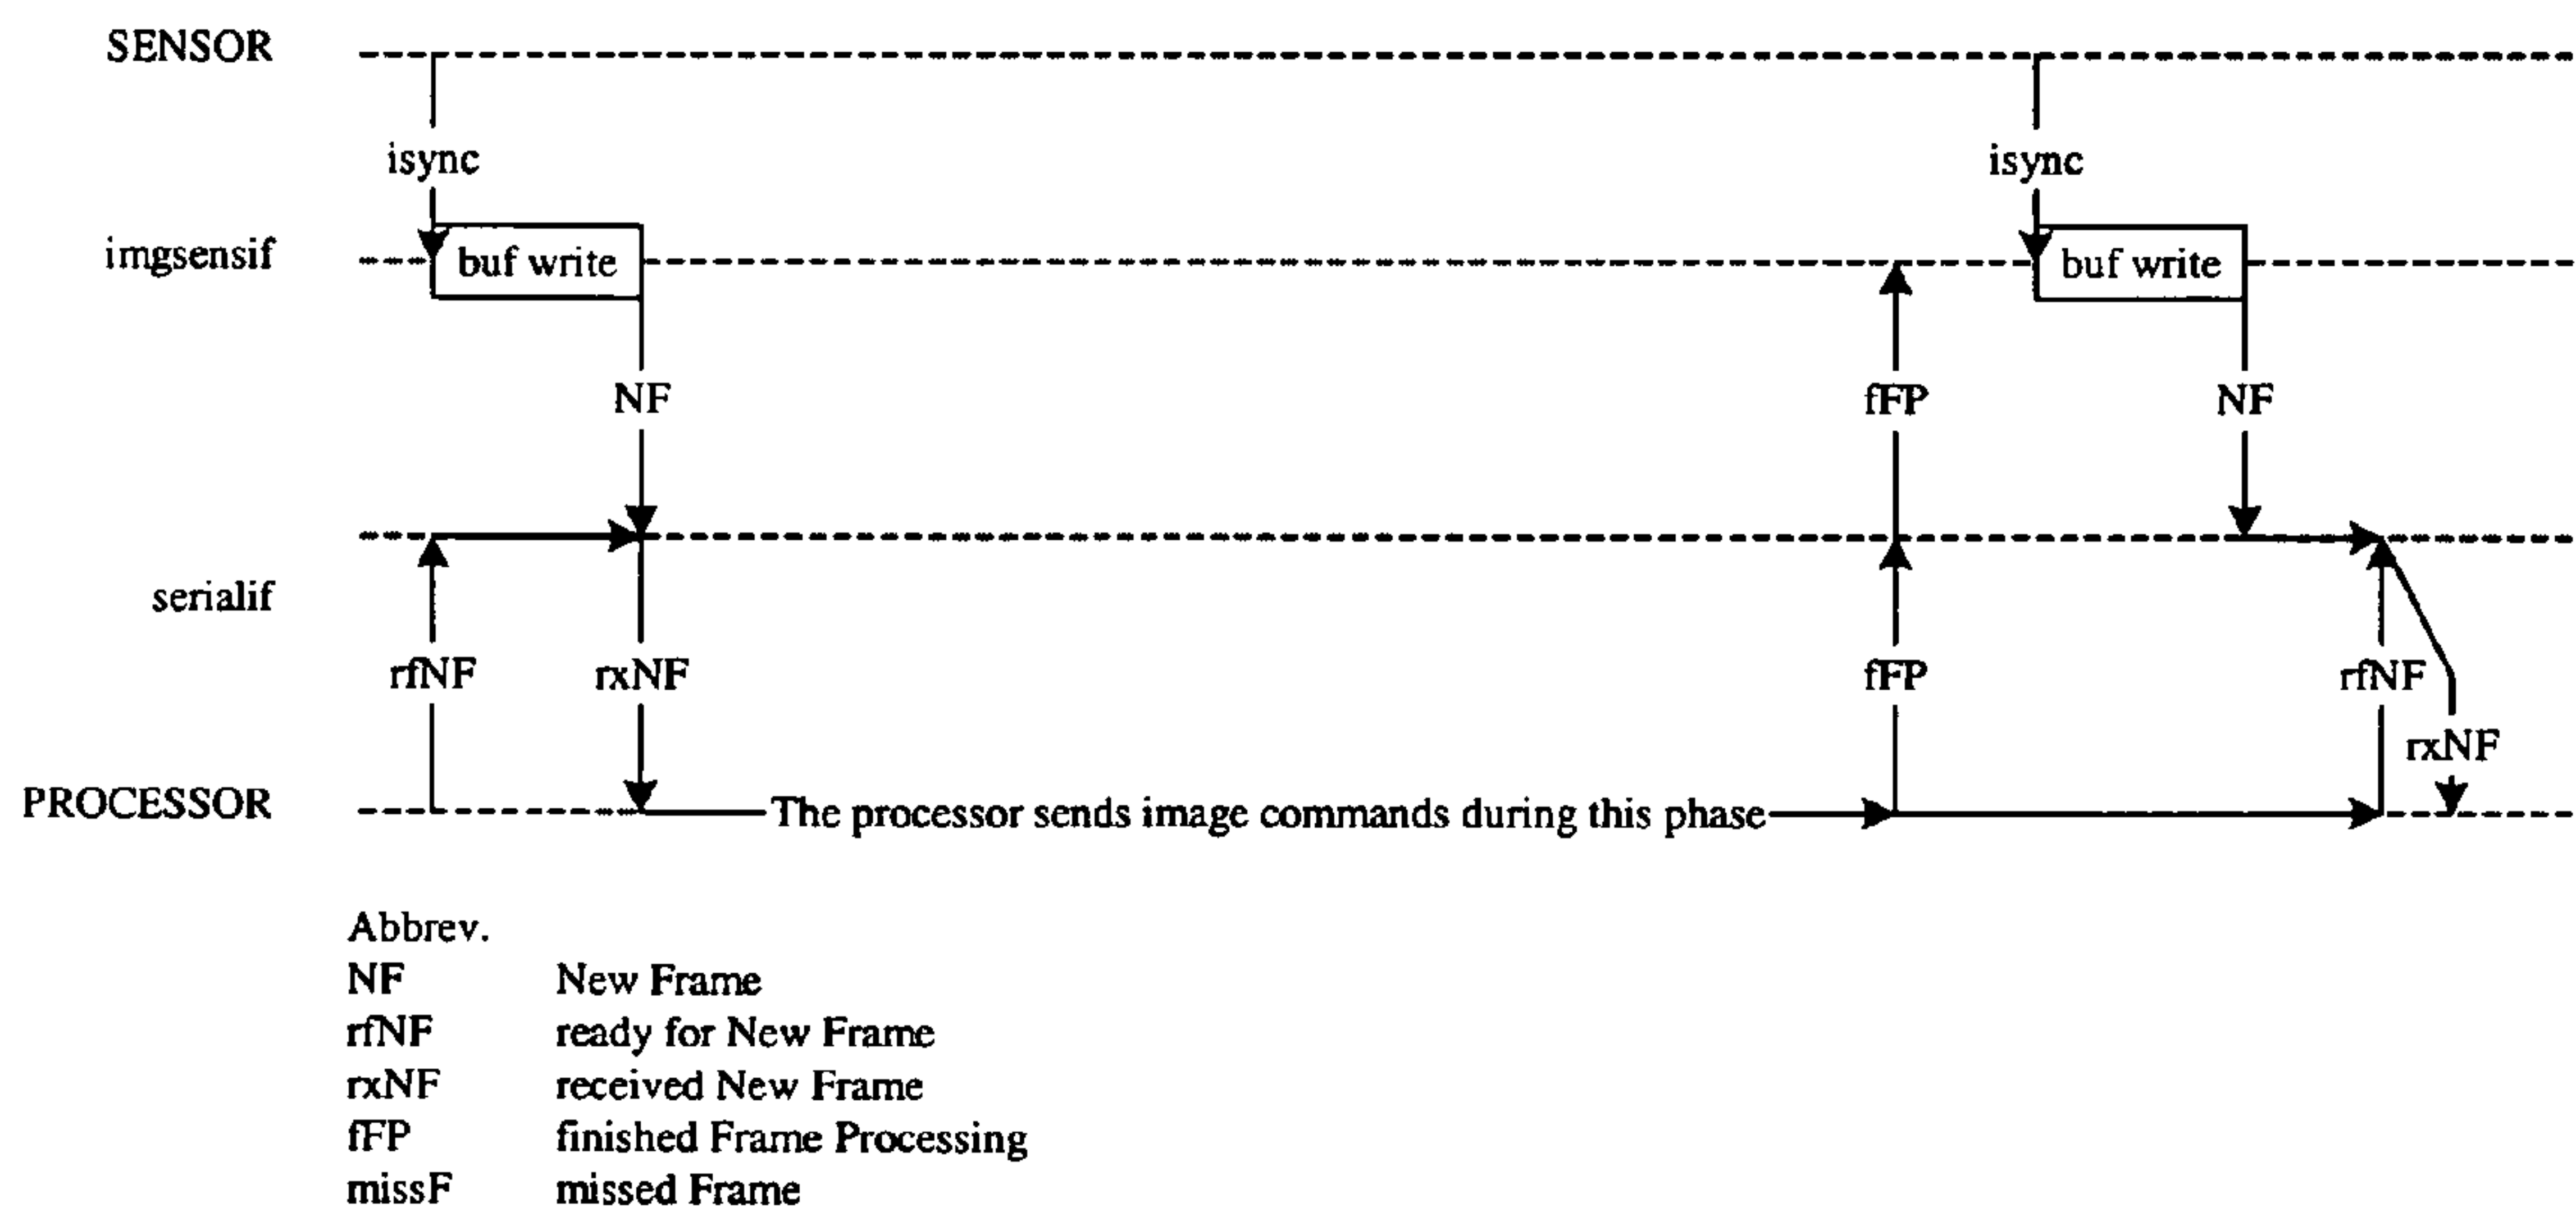 SENSOR
isync isync
imgsensif buf write buf write
NF fFP NF
serialif
rfNF rxNF fFP rfNF
rxNF
PROCESSOR The processor sends image commands during this phase
Abbrev.
NF New Frame
rfNF ready for New Frame
rxNF received New Frame
fFP finished Frame Processing
missF missed Frame